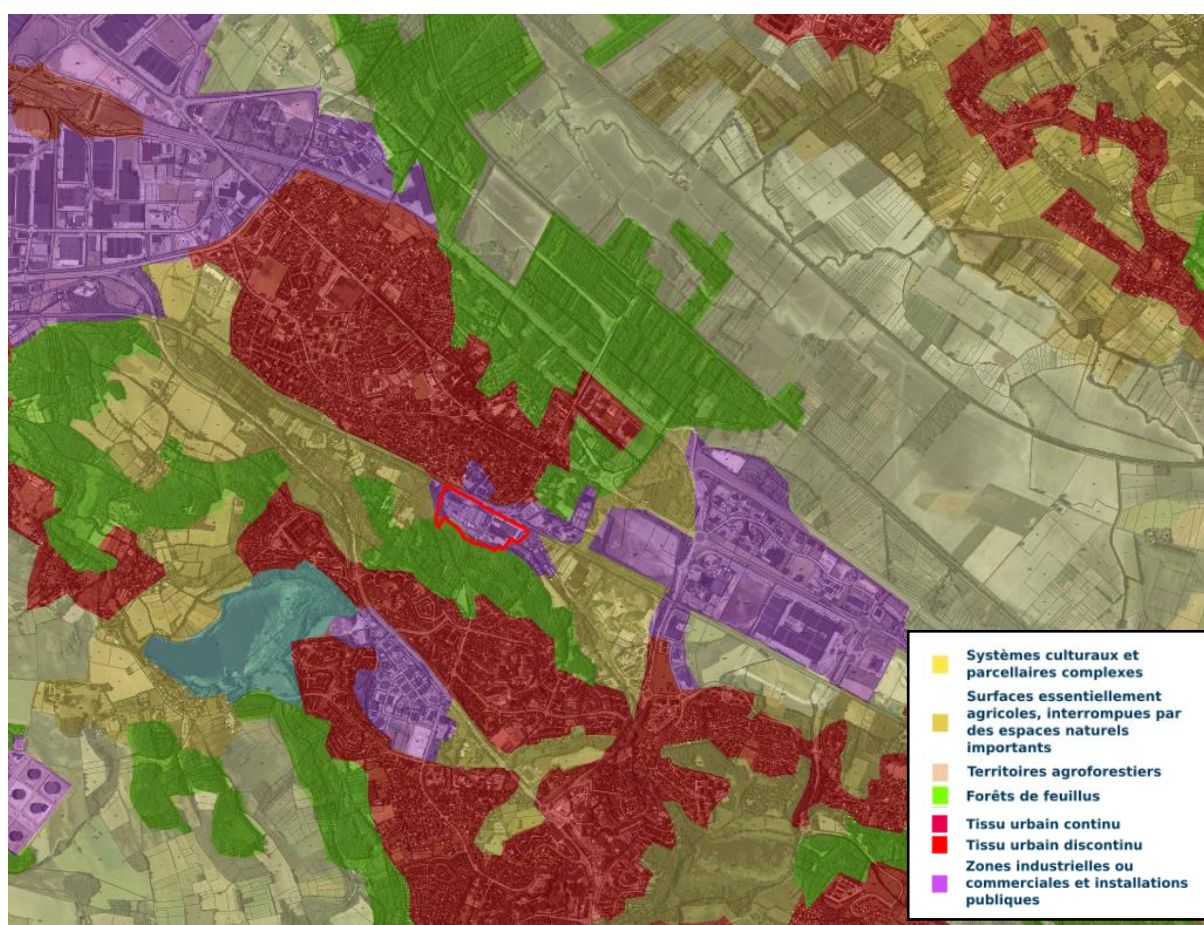 Systèmes culturaux et
parcellaires complexes
Surfaces essentiellement
agricoles, interrompues par
des espaces naturels
importants
Territoires agroforestiers
Forêts de feuillus
Tissu urbain continu
Tissu urbain discontinu
Zones industrielles ou
commerciales et installations
publiques